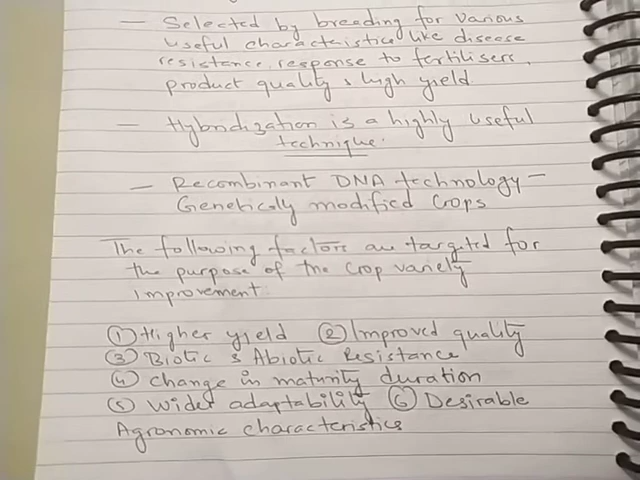 - Selected by breeding for various
useful characteristics like disease
resistance, response to fertilisers,
product quality & high yield
- Hybridization is a highly useful
technique.
- Recombinant DNA technology -
Geneticaly modified Crops
The following factors are targeted for
the purpose of the crop variety
improvement.
① Higher yield ② Improved quality
③ Biotic & Abiotic Resistance
④ change in maturity duration
⑤ wider adaptability ⑥ Desirable
Agronomic characteristics